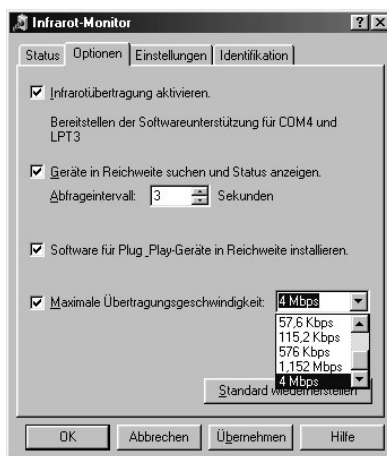 Infrarot-Monitor
Status Optionen Einstellungen Identifikation
Infrarotübertragung aktivieren.
Bereitstellen der Softwareunterstützung für COM4 und
LPT3
Geräte in Reichweite suchen und Status anzeigen.
Abfrageintervall: 3 Sekunden
Software für Plug_Play-Geräte in Reichweite installieren.
Maximale Übertragungsgeschwindigkeit: 4 Mbps
57,6 Kbps
115,2 Kbps
576 Kbps
1,152 Mbps
4 Mbps
Standard wiederherstellen
OK Abbrechen Übernehmen Hilfe